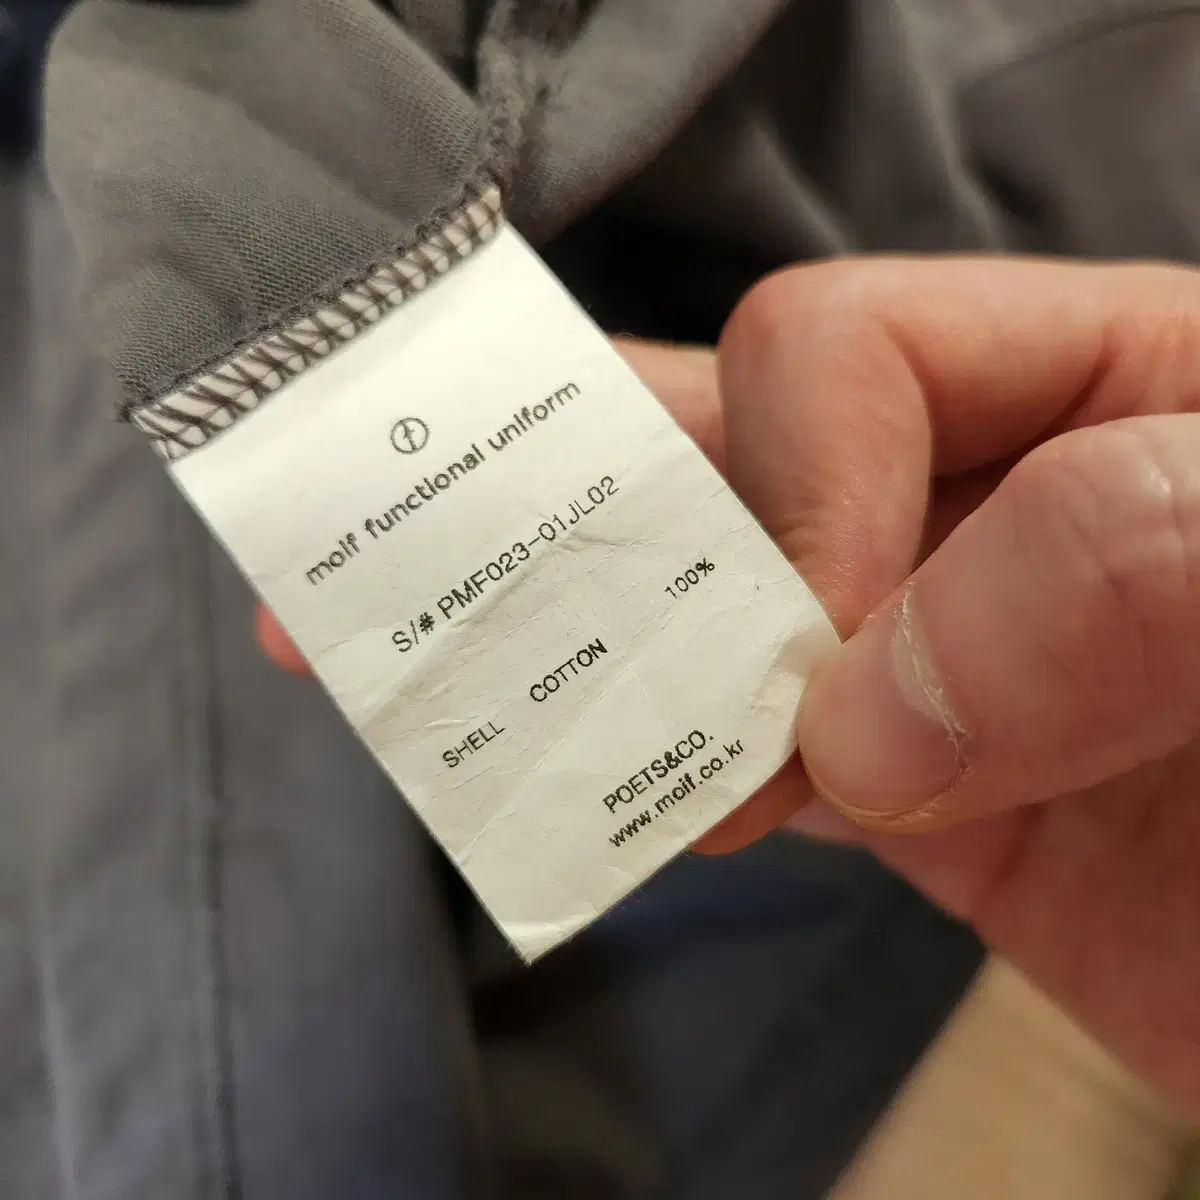 moif functional uniform
S/# PMF023-01JL02
SHELL COTTON 100%
POETS&CO.
www.moif.co.kr